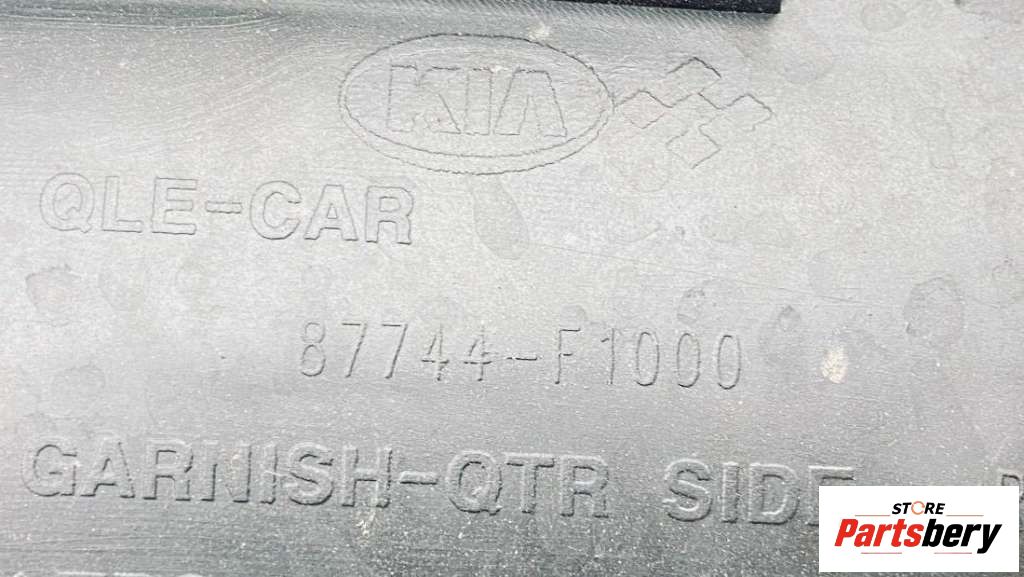 KIA
QLE-CAR
87744-F1000
GARNISH-QTR SIDE
STORE
Partsbery